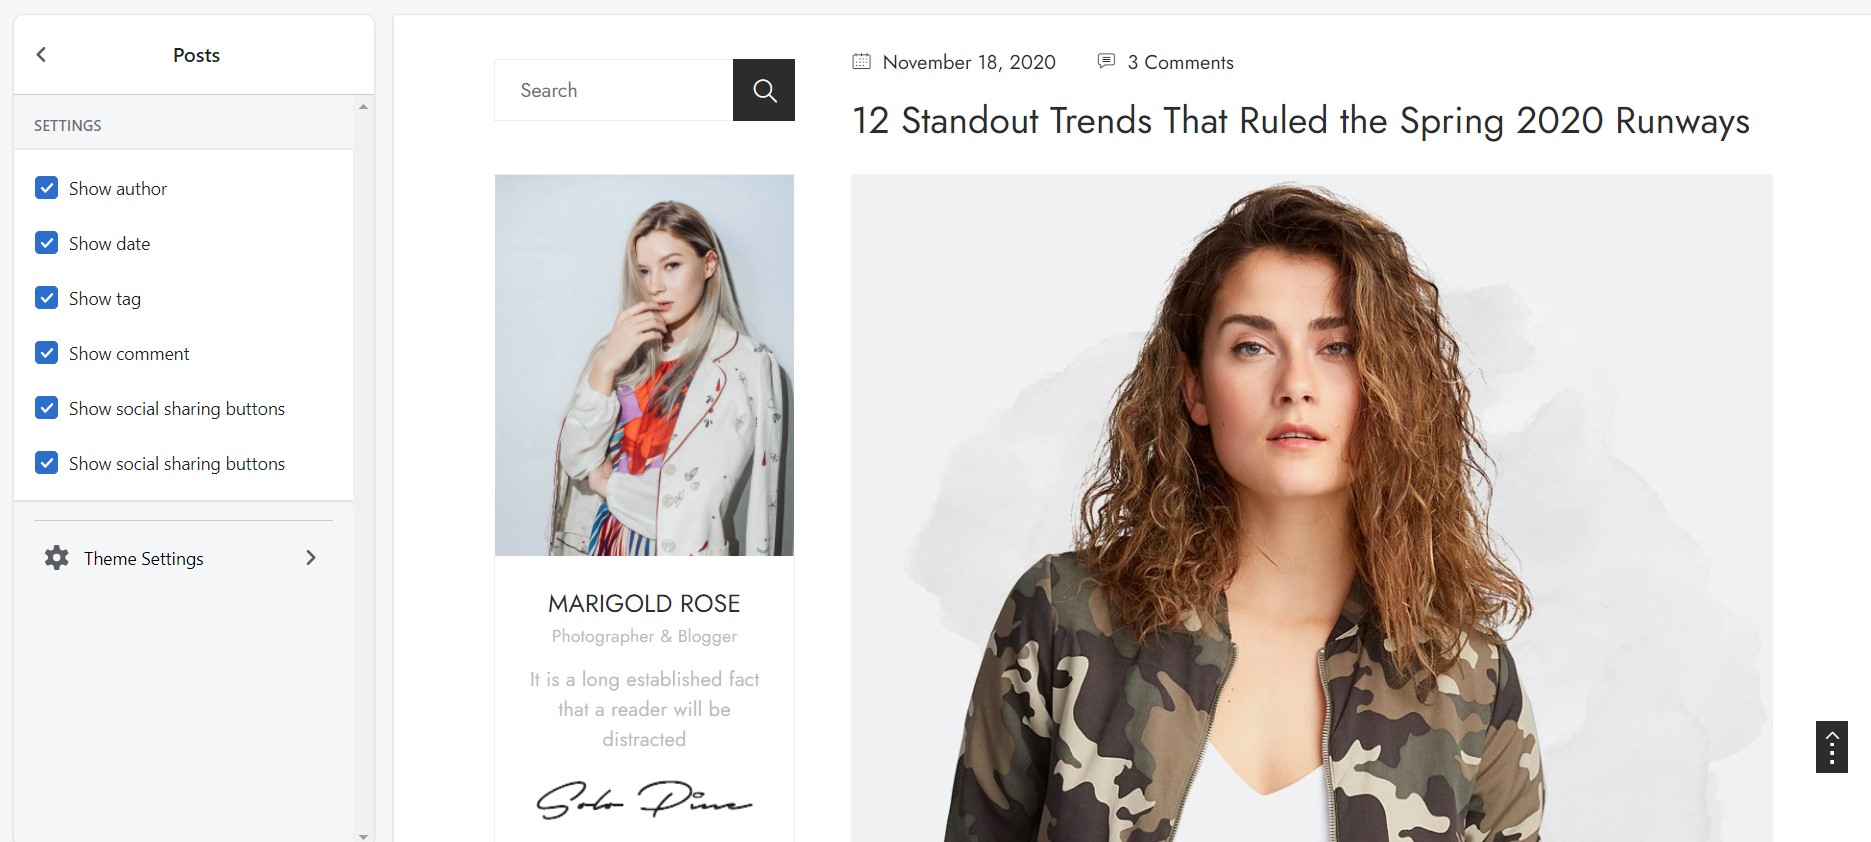 Posts
SETTINGS
Show author
Show date
Show tag
Show comment
Show social sharing buttons
Show social sharing buttons
Theme Settings
Search
MARIGOLD ROSE
Photographer & Blogger
It is a long established fact
that a reader will be
distracted
Solo Pine
November 18, 2020
3 Comments
12 Standout Trends That Ruled the Spring 2020 Runways